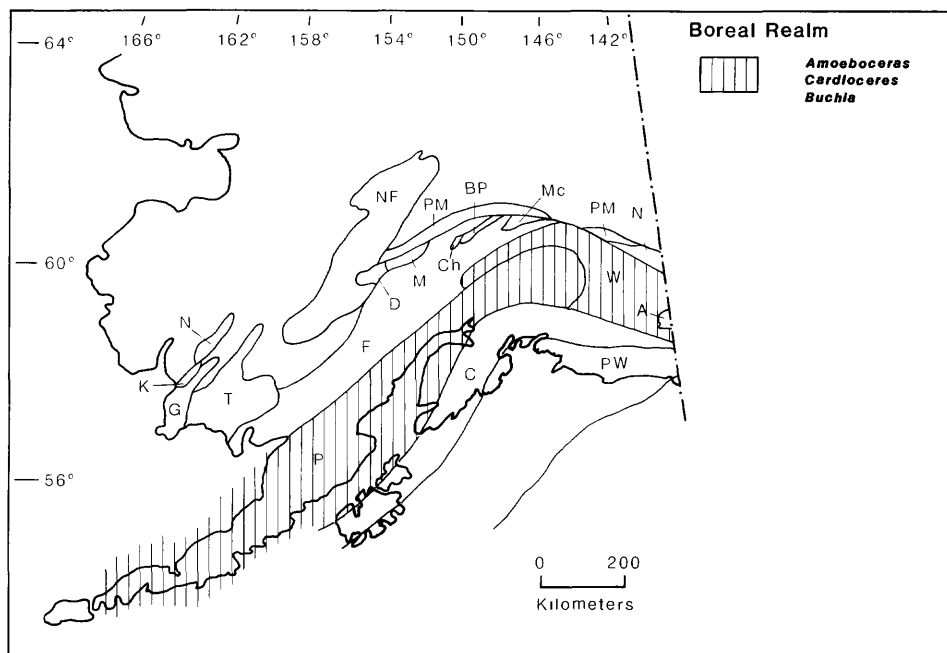 64° 166° 162° 158° 154° 150° 146° 142°
Boreal Realm
Amoeboceras
Cardioceres
Buchia
NF PM BP Mc PM N
60°
Ch
M
D
W
N
A
F
K
T
C
PW
G
P
56°
0 200
Kilometers